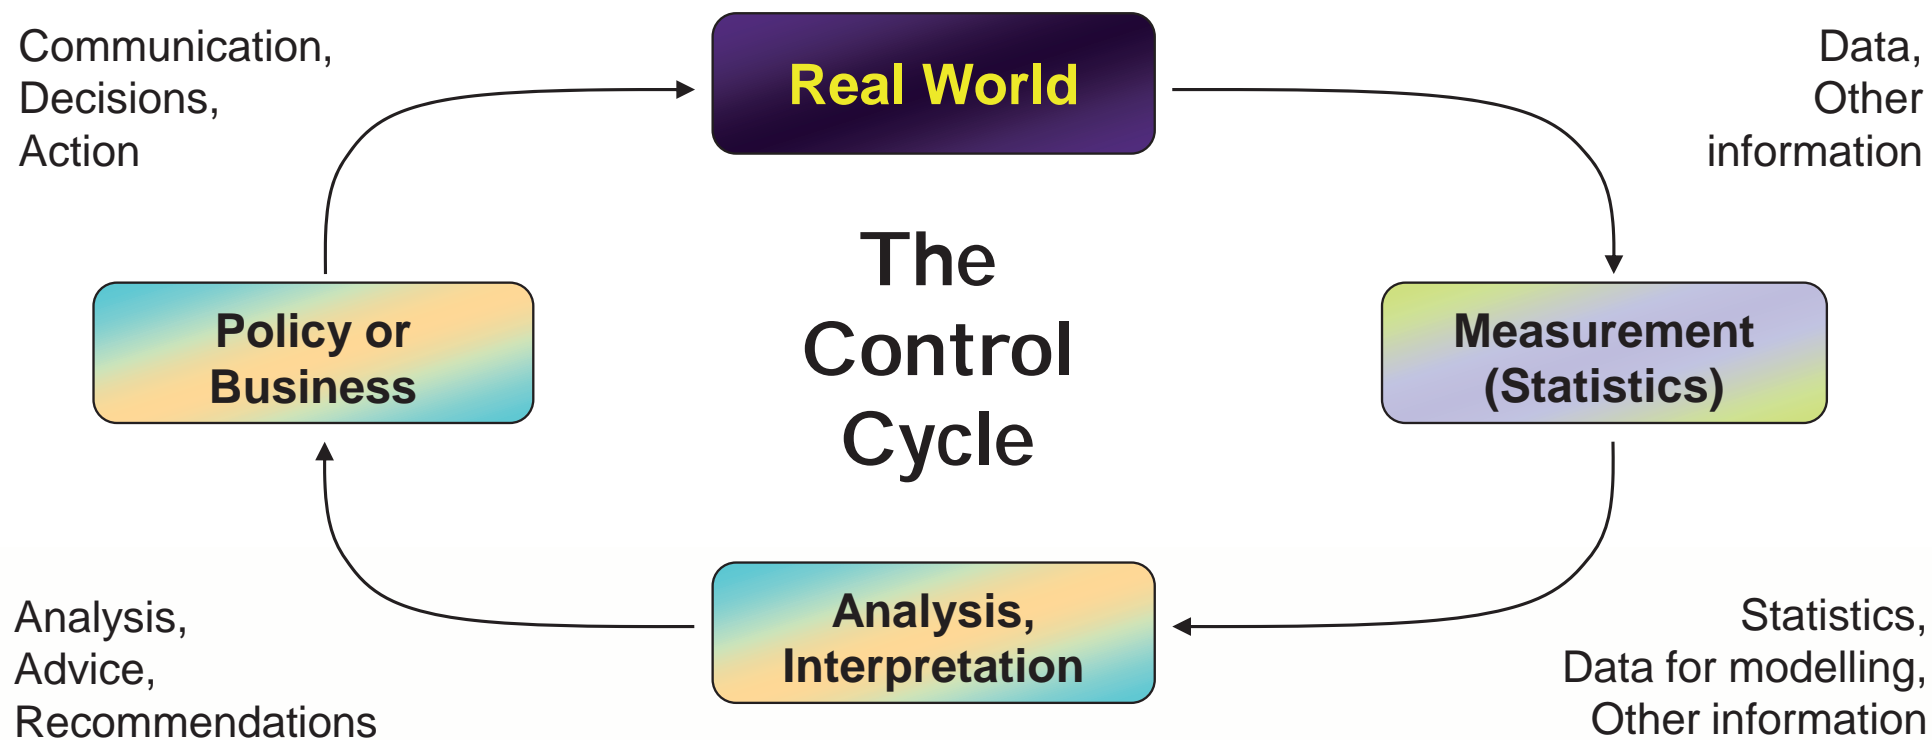 Communication,
Decisions,
Action
Real World
Data,
Other
information
The
Control
Cycle
Policy or
Business
Measurement
(Statistics)
Analysis,
Advice,
Recommendations
Analysis,
Interpretation
Statistics,
Data for modelling,
Other information